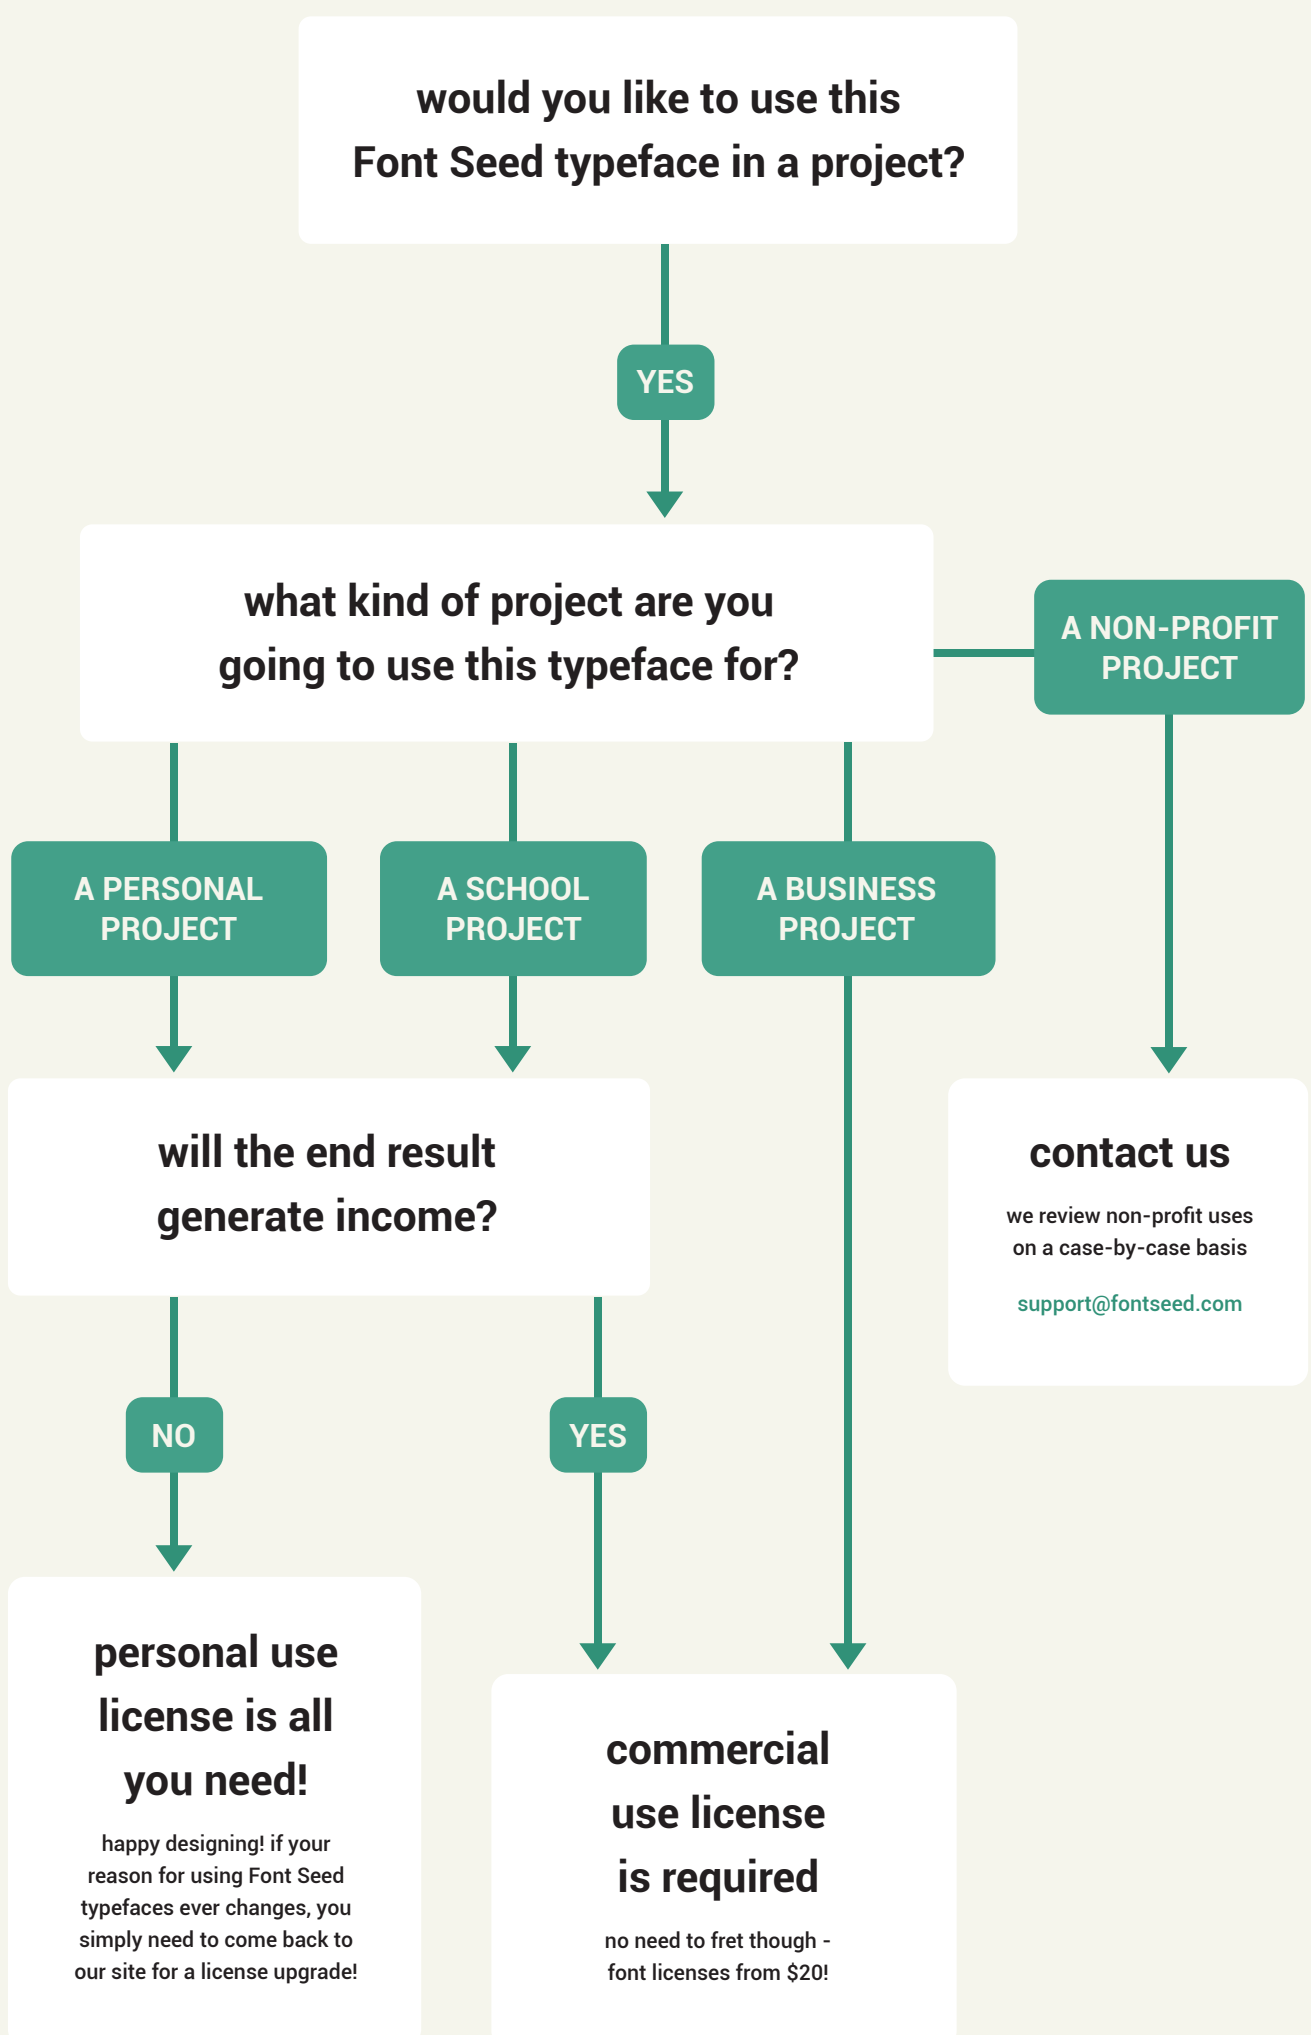 would you like to use this
Font Seed typeface in a project?
YES
what kind of project are you
going to use this typeface for?
A NON-PROFIT
PROJECT
A PERSONAL
PROJECT
A SCHOOL
PROJECT
A BUSINESS
PROJECT
will the end result
generate income?
contact us
we review non-profit uses
on a case-by-case basis
support@fontseed.com
NO
YES
personal use
license is all
you need!
happy designing! if your
reason for using Font Seed
typefaces ever changes, you
simply need to come back to
our site for a license upgrade!
commercial
use license
is required
no need to fret though -
font licenses from $20!